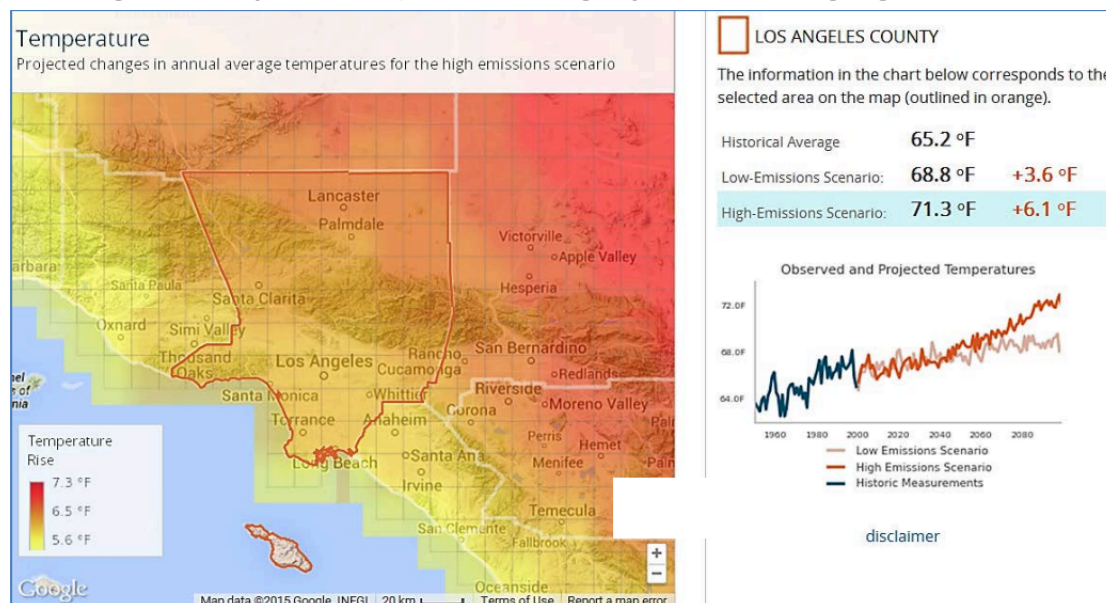 Temperature
Projected changes in annual average temperatures for the high emissions scenario
Lancaster
Palmdale
Victorville
Apple Valley
Hesperia
arbara
Santa Paula
Santa Clarita
Oxnard
Simi Valley
Thousand
Oaks
Los Angeles
Rancho
Cucamonga
San Bernardino
Redlands
Santa Monica
Whittier
Riverside
Moreno Valley
Corona
Torrance
Anaheim
Perris
Hemet
Palm
Long Beach
Santa Ana
Menifee
Irvine
Temecula
San Clemente
Fallbrook
Oceanside
nel
s of
nia
Temperature
Rise
7.3 °F
6.5 °F
5.6 °F
+
−
Google
Map data ©2015 Google, INEGI 20 km Terms of Use Report a map error
LOS ANGELES COUNTY
The information in the chart below corresponds to the
selected area on the map (outlined in orange).
Historical Average 65.2 °F
Low-Emissions Scenario: 68.8 °F +3.6 °F
High-Emissions Scenario: 71.3 °F +6.1 °F
Observed and Projected Temperatures
72.0F
68.0F
64.0F
1960 1980 2000 2020 2040 2060 2080
Low Emissions Scenario
High Emissions Scenario
Historic Measurements
disclaimer